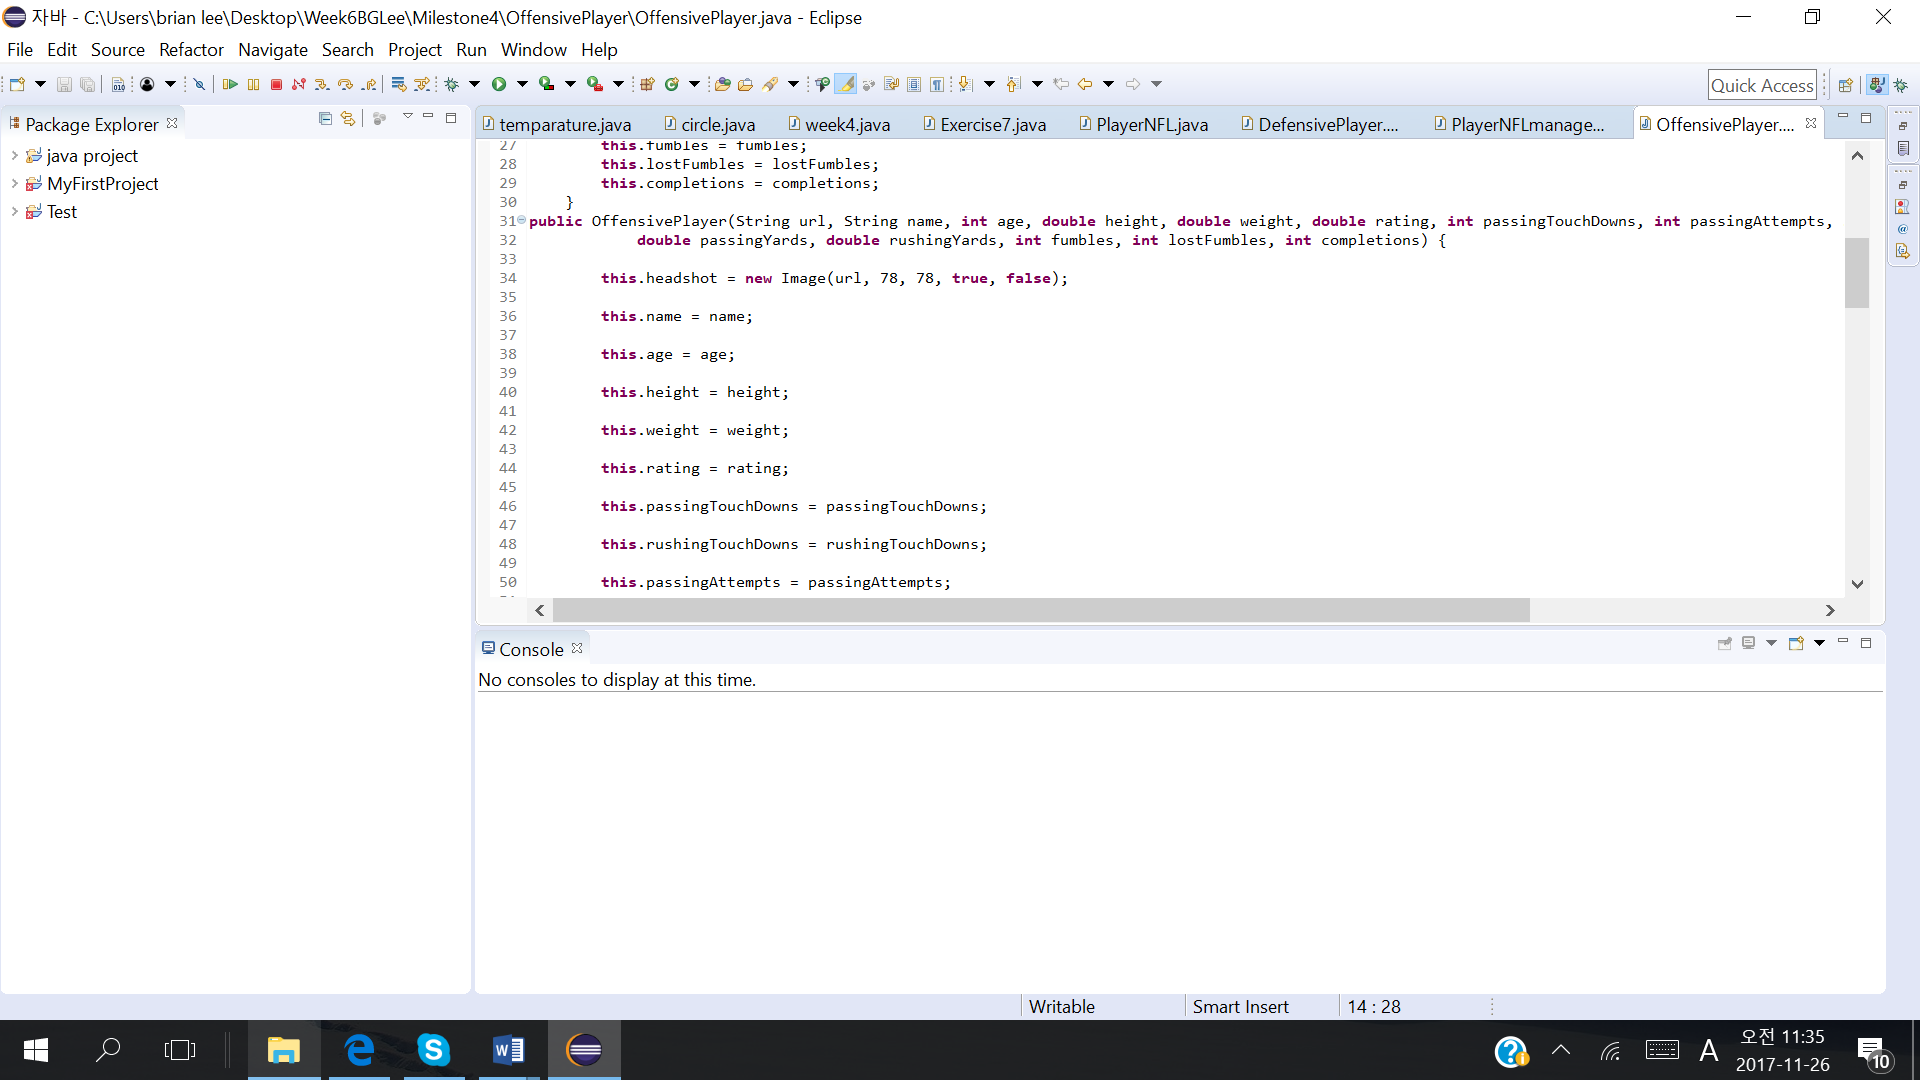 자바 - C:\Users\brian lee\Desktop\Week6BGLee\Milestone4\OffensivePlayer\OffensivePlayer.java - Eclipse
File Edit Source Refactor Navigate Search Project Run Window Help
Quick Access
Package Explorer
java project
MyFirstProject
Test
temparature.java circle.java week4.java Exercise7.java PlayerNFL.java DefensivePlayer.... PlayerNFLmanage... OffensivePlayer....
27 this.fumbles = fumbles;
28 this.lostFumbles = lostFumbles;
29 this.completions = completions;
30 }
31 public OffensivePlayer(String url, String name, int age, double height, double weight, double rating, int passingTouchDowns, int passingAttempts,
32 double passingYards, double rushingYards, int fumbles, int lostFumbles, int completions) {
33
34 this.headshot = new Image(url, 78, 78, true, false);
35
36 this.name = name;
37
38 this.age = age;
39
40 this.height = height;
41
42 this.weight = weight;
43
44 this.rating = rating;
45
46 this.passingTouchDowns = passingTouchDowns;
47
48 this.rushingTouchDowns = rushingTouchDowns;
49
50 this.passingAttempts = passingAttempts;
Console
No consoles to display at this time.
Writable Smart Insert 14 : 28
A
오전 11:35
2017-11-26
10